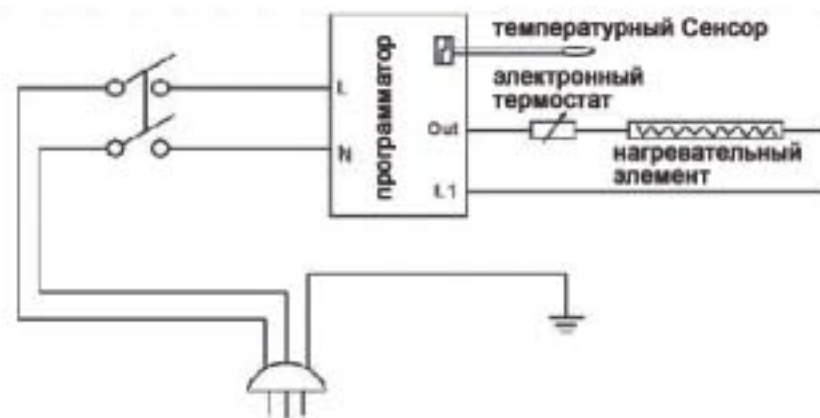 температурный Сенсор
электронный
термостат
L
Out
N
программатор
нагревательный
элемент
L1